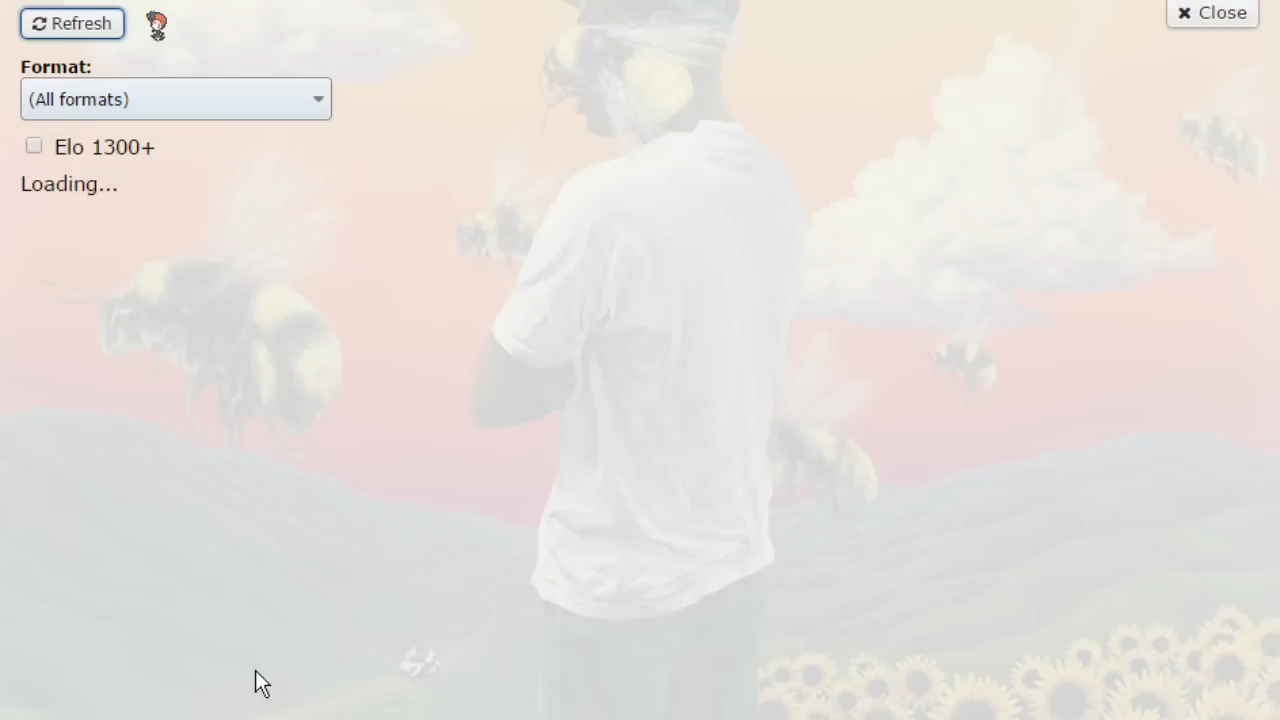 Refresh
Close
Format:
(All formats)
Elo 1300+
Loading...